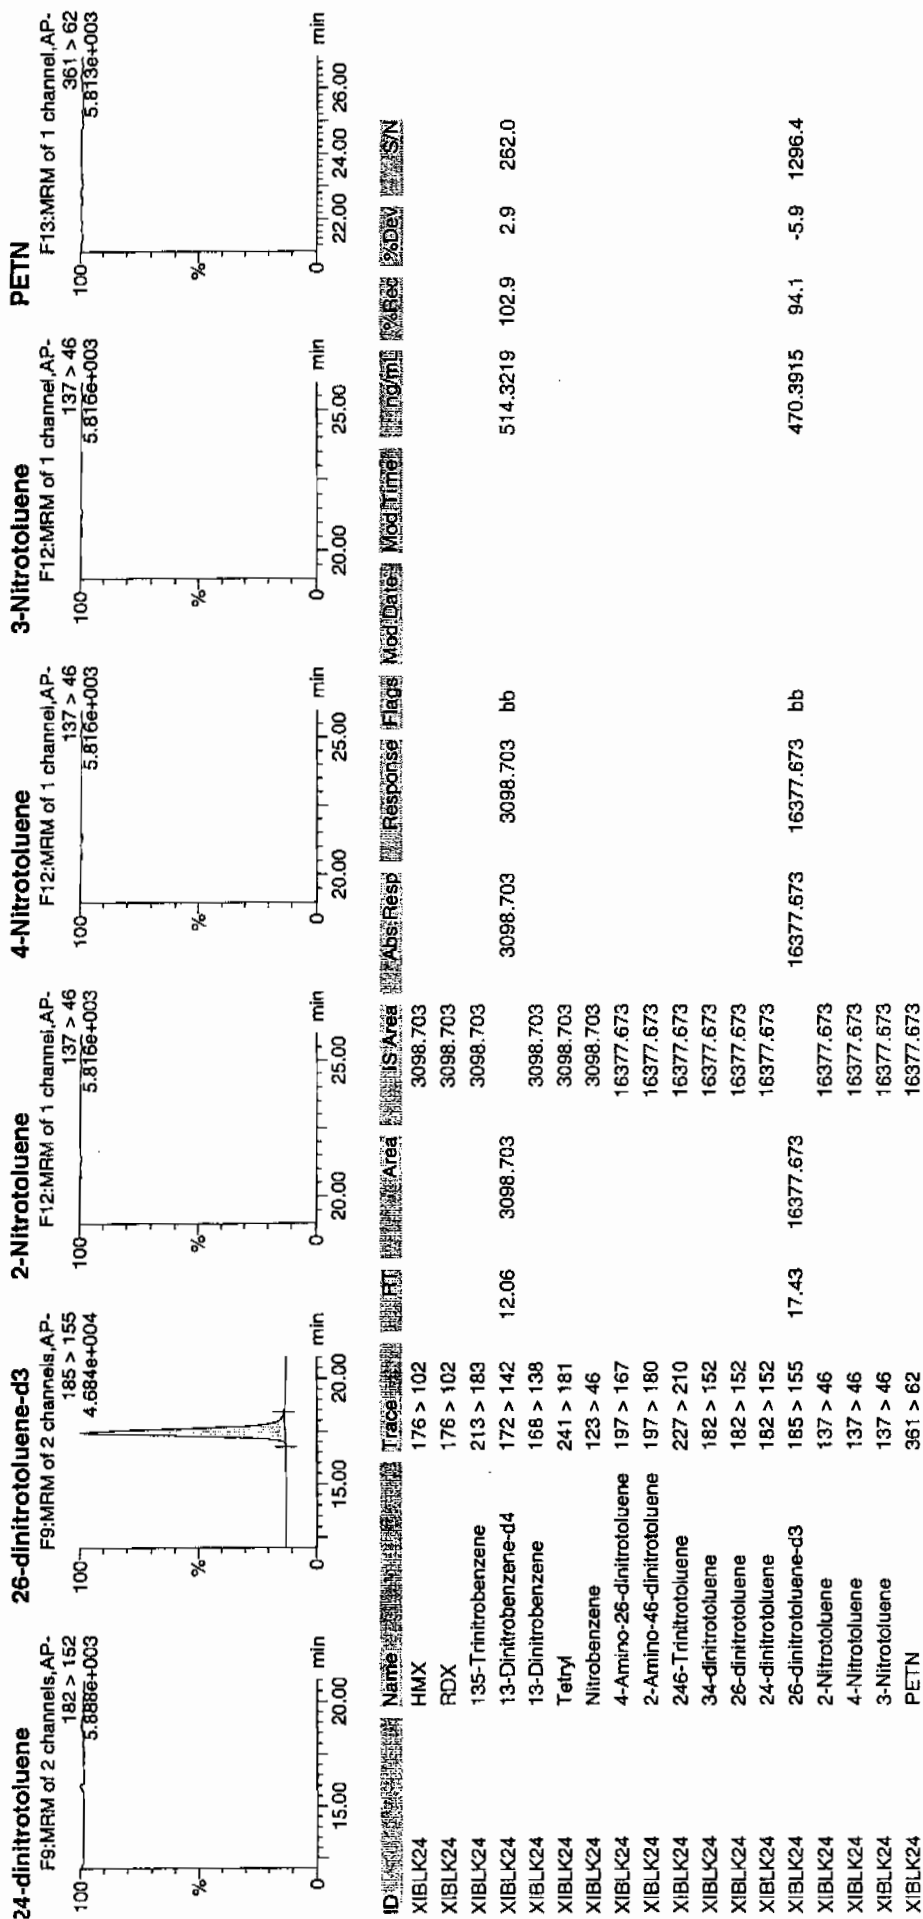 24-dinitrotoluene
F9:MRM of 2 channels,AP-
182 > 152
5.888e+003
100
%
0
15.00 20.00 min
26-dinitrotoluene-d3
F9:MRM of 2 channels,AP-
185 > 155
4.684e+004
100
%
0
15.00 20.00 min
2-Nitrotoluene
F12:MRM of 1 channel,AP-
137 > 46
5.816e+003
100
%
0
20.00 25.00 min
4-Nitrotoluene
F12:MRM of 1 channel,AP-
137 > 46
5.816e+003
100
%
0
20.00 25.00 min
3-Nitrotoluene
F12:MRM of 1 channel,AP-
137 > 46
5.816e+003
100
%
0
20.00 25.00 min
PETN
F13:MRM of 1 channel,AP-
361 > 62
5.813e+003
100
%
0
22.00 24.00 26.00 min
ID Name Trace RT Area IS Area Abs.Resp Response Flags Mod.Date Mod.Time ng/mL %Rec %Dev S/N
XIBLK24 HMX 176 > 102 3098.703
XIBLK24 RDX 176 > 102 3098.703
XIBLK24 135-Trinitrobenzene 213 > 183 3098.703
XIBLK24 13-Dinitrobenzene-d4 172 > 142 12.06 3098.703 3098.703 3098.703 bb 514.3219 102.9 2.9 262.0
XIBLK24 13-Dinitrobenzene 168 > 138 3098.703
XIBLK24 Tetryl 241 > 181 3098.703
XIBLK24 Nitrobenzene 123 > 46 3098.703
XIBLK24 4-Amino-26-dinitrotoluene 197 > 167 16377.673
XIBLK24 2-Amino-46-dinitrotoluene 197 > 180 16377.673
XIBLK24 246-Trinitrotoluene 227 > 210 16377.673
XIBLK24 34-dinitrotoluene 182 > 152 16377.673
XIBLK24 26-dinitrotoluene 182 > 152 16377.673
XIBLK24 24-dinitrotoluene 182 > 152 16377.673
XIBLK24 26-dinitrotoluene-d3 185 > 155 17.43 16377.673 16377.673 16377.673 bb 470.3915 94.1 -5.9 1296.4
XIBLK24 2-Nitrotoluene 137 > 46 16377.673
XIBLK24 4-Nitrotoluene 137 > 46 16377.673
XIBLK24 3-Nitrotoluene 137 > 46 16377.673
XIBLK24 PETN 361 > 62 16377.673